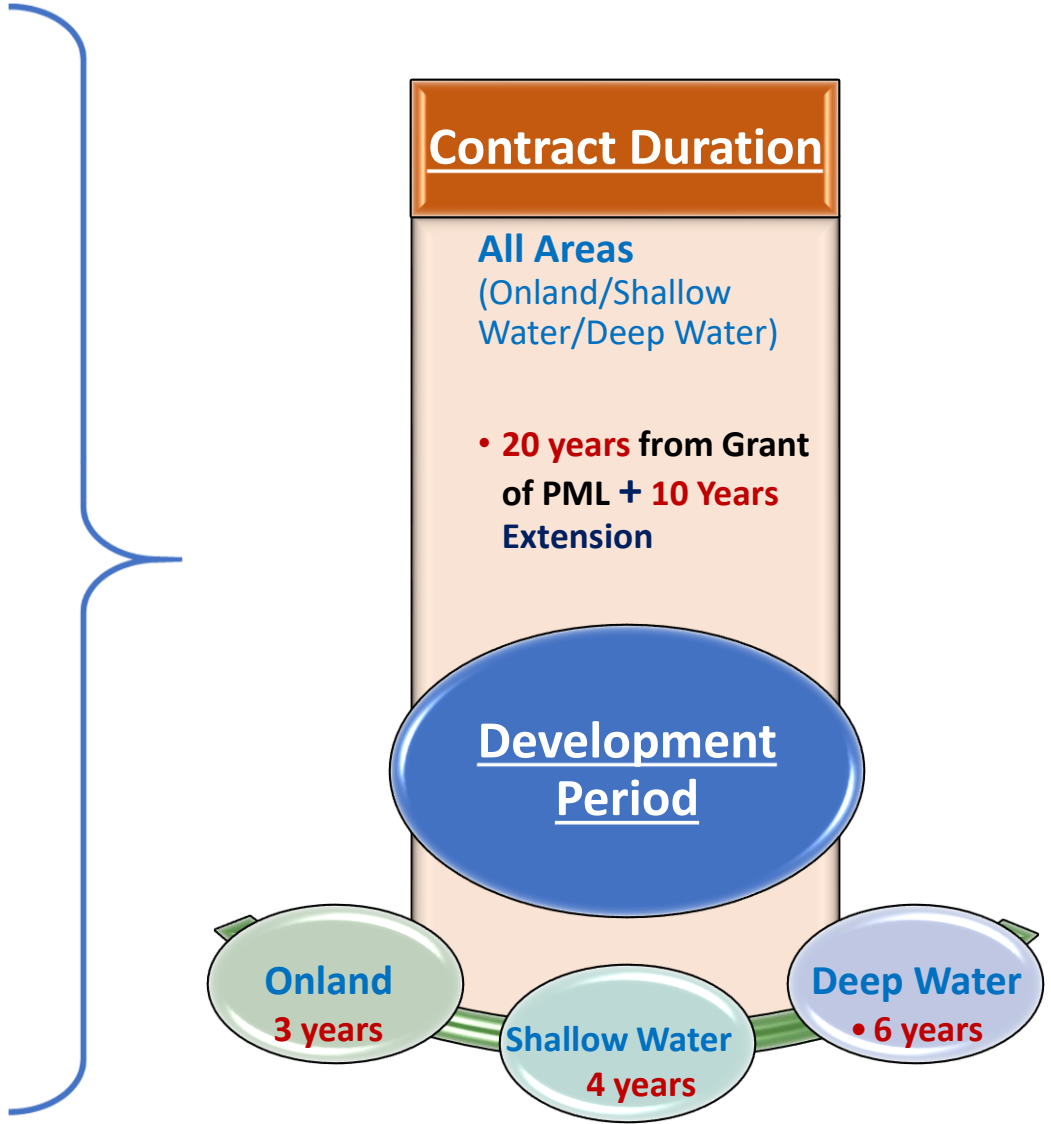 Contract Duration
All Areas
(Onland/Shallow
Water/Deep Water)
• 20 years from Grant
of PML + 10 Years
Extension
Development
Period
Onland
3 years
Shallow Water
4 years
Deep Water
• 6 years